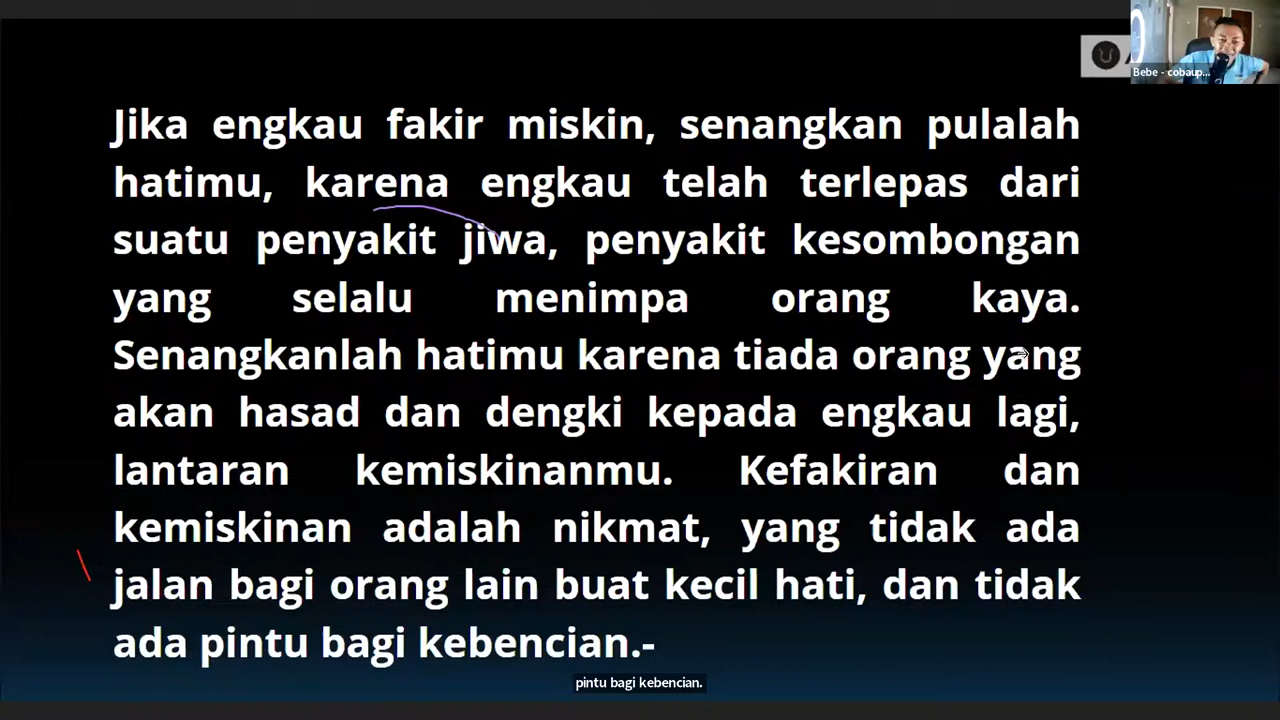 Bebe - cobaup...
Jika engkau fakir miskin, senangkan pulalah
hatimu, karena engkau telah terlepas dari
suatu penyakit jiwa, penyakit kesombongan
yang selalu menimpa orang kaya.
Senangkanlah hatimu karena tiada orang yang
akan hasad dan dengki kepada engkau lagi,
lantaran kemiskinanmu. Kefakiran dan
kemiskinan adalah nikmat, yang tidak ada
jalan bagi orang lain buat kecil hati, dan tidak
ada pintu bagi kebencian.-
pintu bagi kebencian.